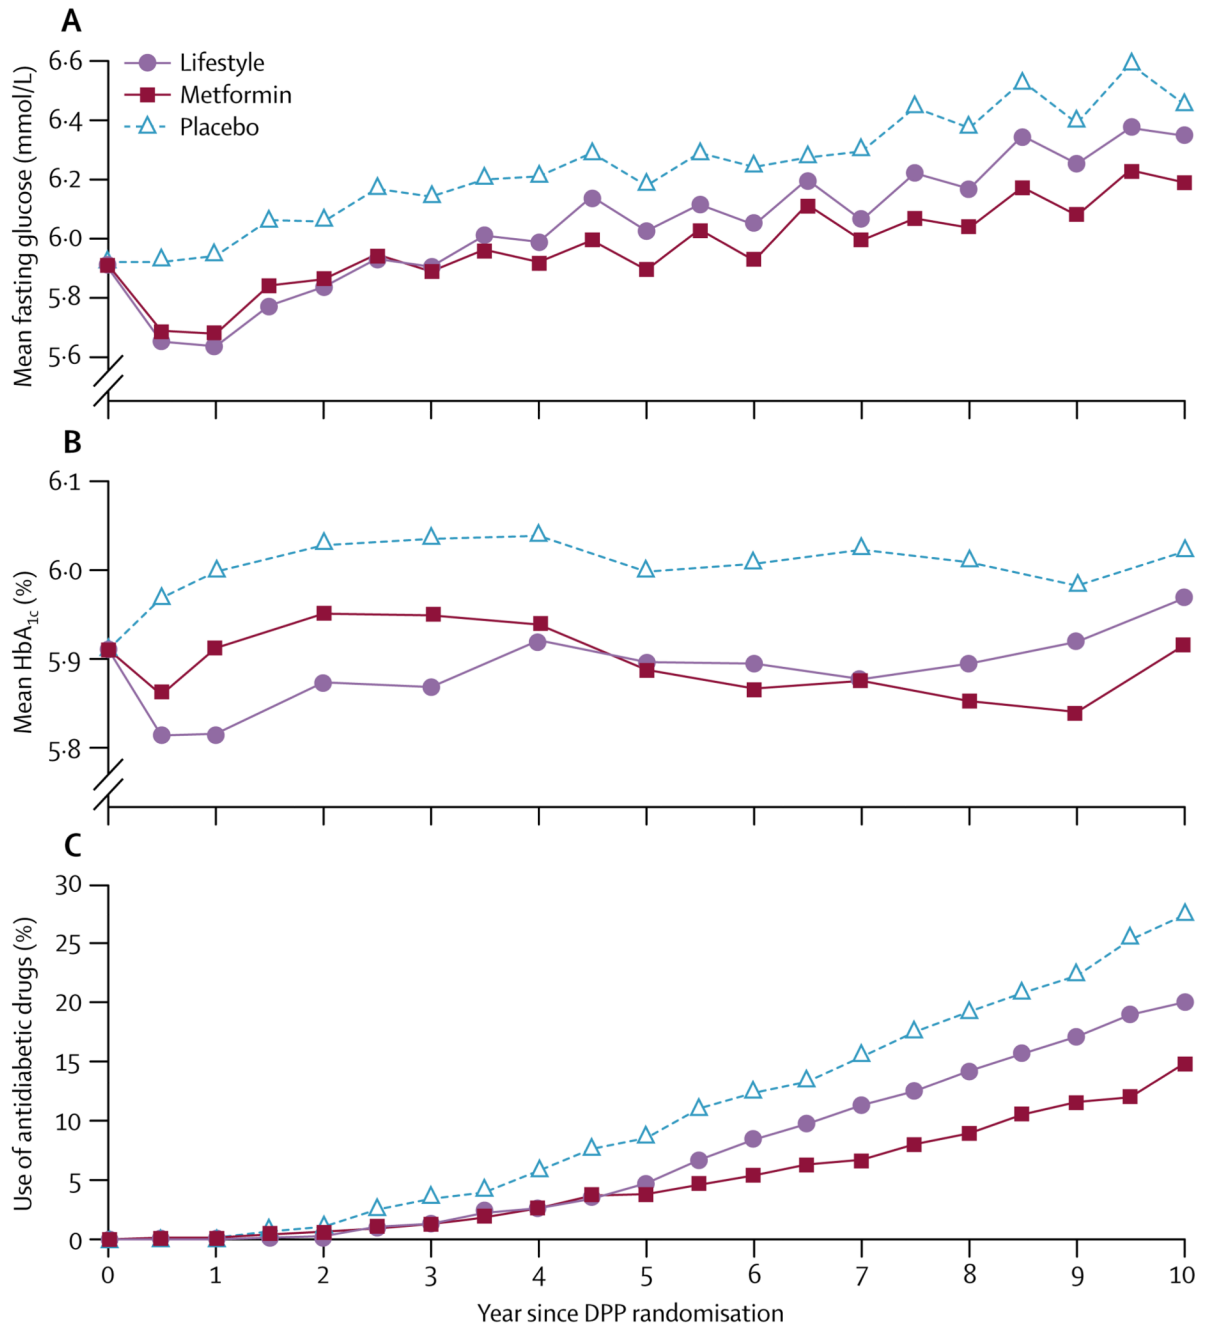 A
Mean fasting glucose (mmol/L)
6·6
6·4
6·2
6·0
5·8
5·6
Lifestyle
Metformin
Placebo
B
Mean HbA1c (%)
6·1
6·0
5·9
5·8
C
Use of antidiabetic drugs (%)
30
25
20
15
10
5
0
0 1 2 3 4 5 6 7 8 9 10
Year since DPP randomisation